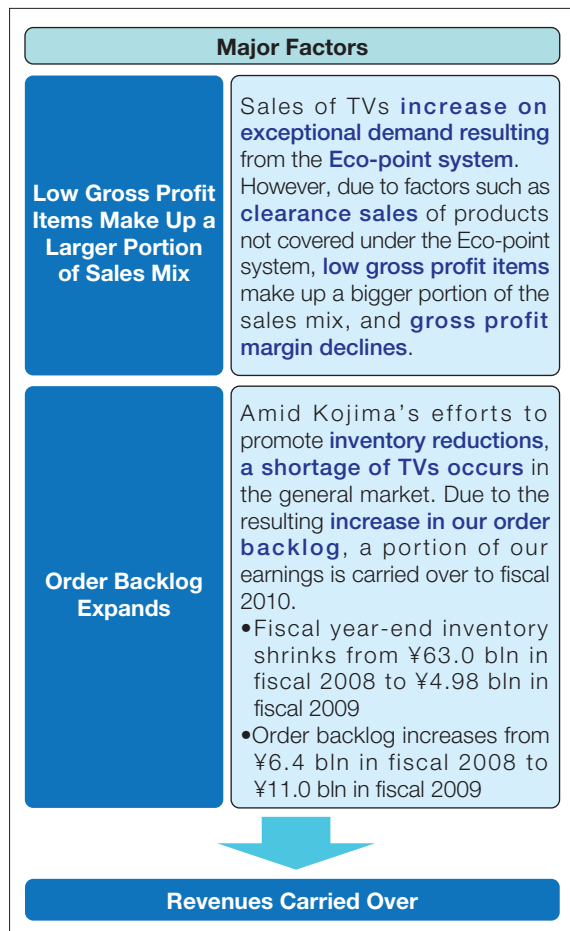 Major Factors
Low Gross Profit
Items Make Up a
Larger Portion
of Sales Mix
Sales of TVs increase on
exceptional demand resulting
from the Eco-point system.
However, due to factors such as
clearance sales of products
not covered under the Eco-point
system, low gross profit items
make up a bigger portion of the
sales mix, and gross profit
margin declines.
Order Backlog
Expands
Amid Kojima's efforts to
promote inventory reductions,
a shortage of TVs occurs in
the general market. Due to the
resulting increase in our order
backlog, a portion of our
earnings is carried over to fiscal
2010.
•Fiscal year-end inventory
shrinks from ¥63.0 bln in
fiscal 2008 to ¥4.98 bln in
fiscal 2009
•Order backlog increases from
¥6.4 bln in fiscal 2008 to
¥11.0 bln in fiscal 2009
Revenues Carried Over